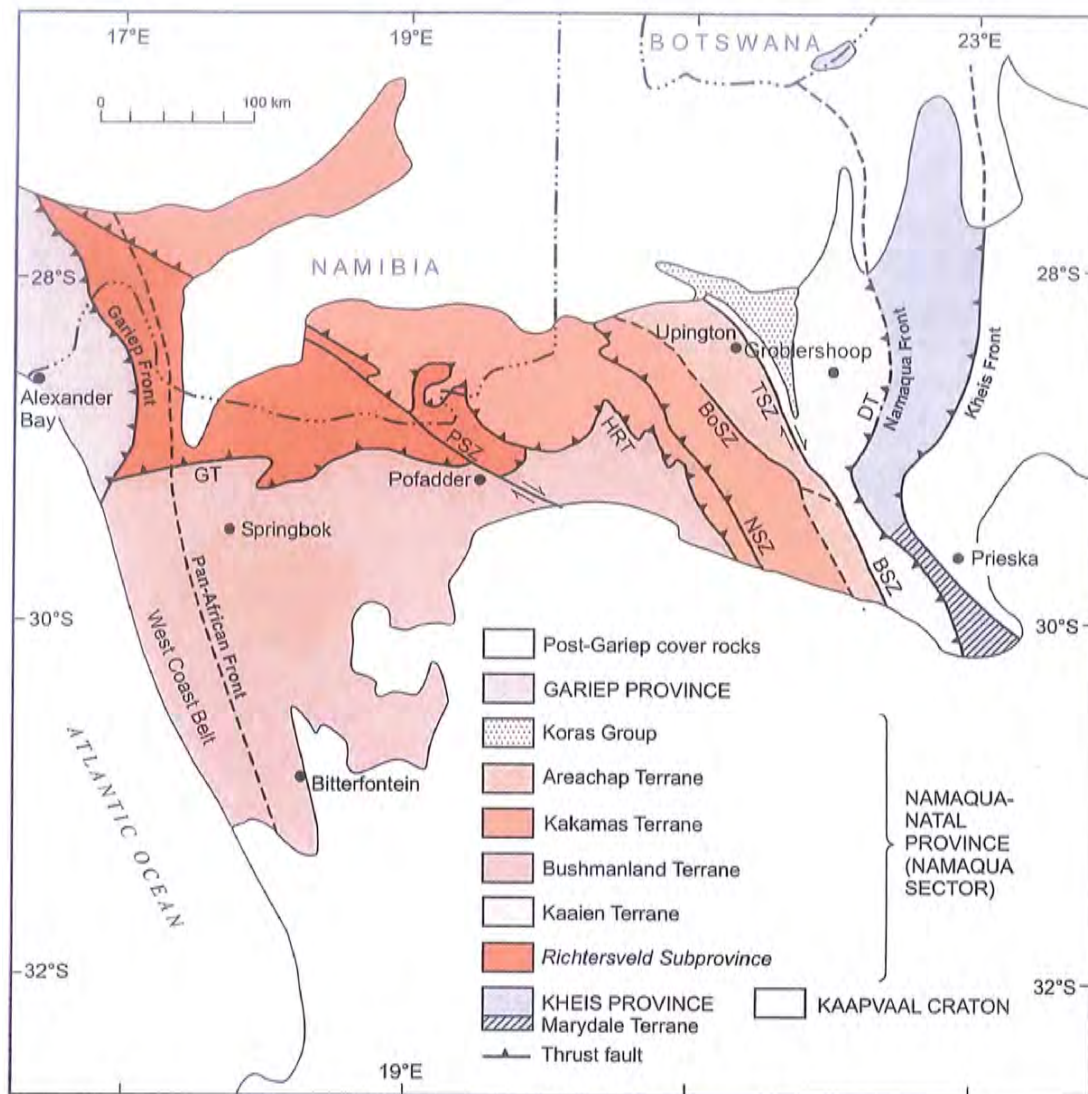 17°E
19°E
BOTSWANA
23°E
0
100 km
28°S
NAMIBIA
28°S
Gariep Front
Upington
Groblershoop
Namaqua Front
Kheis Front
Alexander
Bay
TSZ
DT
BoSZ
PSZ
HRT
GT
Pofadder
Springbok
NSZ
BSZ
Prieska
Pan-African Front
West Coast Belt
30°S
30°S
ATLANTIC OCEAN
Bitterfontein
Post-Gariep cover rocks
GARIEP PROVINCE
Koras Group
Areachap Terrane
Kakamas Terrane
Bushmanland Terrane
Kaaien Terrane
Richtersveld Subprovince
NAMAQUA-
NATAL
PROVINCE
(NAMAQUA
SECTOR)
32°S
32°S
KHEIS PROVINCE
KAAPVAAL CRATON
Marydale Terrane
Thrust fault
19°E